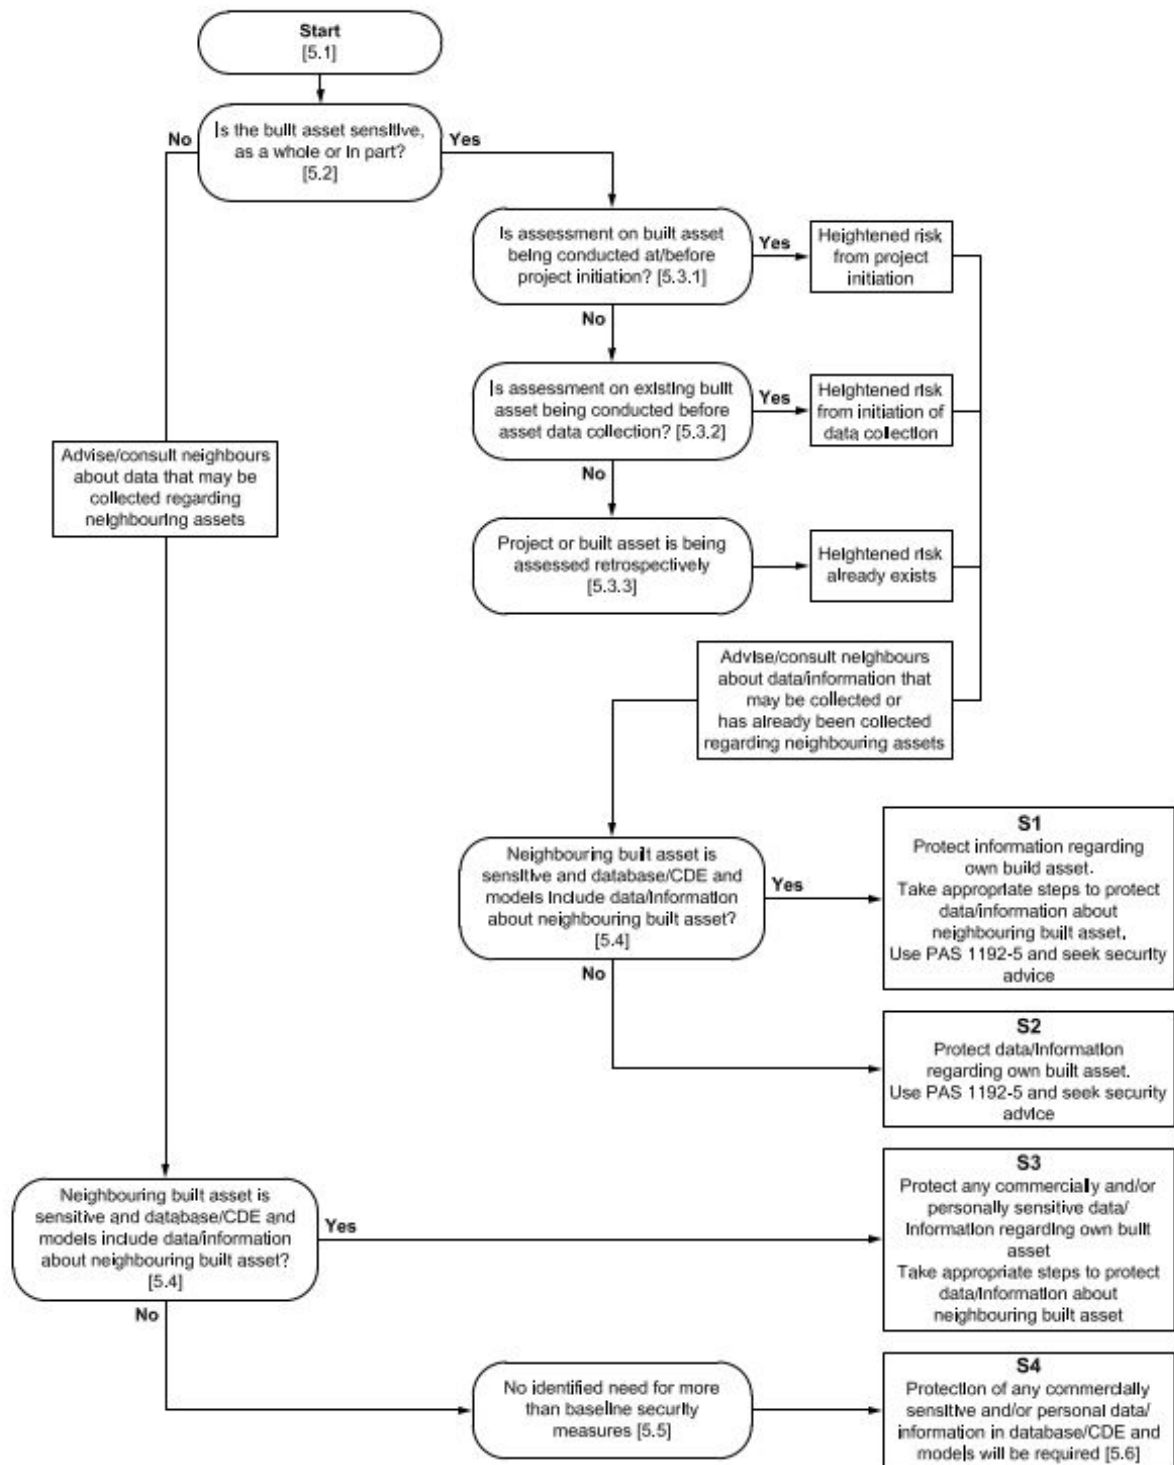 Start
[5.1]
Is the built asset sensitive,
as a whole or in part?
[5.2]
No
Yes
Is assessment on built asset
being conducted at/before
project initiation? [5.3.1]
Yes
Heightened risk
from project
initiation
No
Is assessment on existing built
asset being conducted before
asset data collection? [5.3.2]
Yes
Heightened risk
from initiation of
data collection
No
Advise/consult neighbours
about data that may be
collected regarding
neighbouring assets
Project or built asset is being
assessed retrospectively
[5.3.3]
Heightened risk
already exists
Advise/consult neighbours
about data/information that
may be collected or
has already been collected
regarding neighbouring assets
Neighbouring built asset is
sensitive and database/CDE and
models include data/information
about neighbouring built asset?
[5.4]
Yes
S1
Protect information regarding
own build asset.
Take appropriate steps to protect
data/information about
neighbouring built asset.
Use PAS 1192-5 and seek security
advice
No
S2
Protect data/information
regarding own built asset.
Use PAS 1192-5 and seek security
advice
Neighbouring built asset is
sensitive and database/CDE and
models include data/information
about neighbouring built asset?
[5.4]
Yes
S3
Protect any commercially and/or
personally sensitive data/
information regarding own built
asset
Take appropriate steps to protect
data/information about
neighbouring built asset
No
No identified need for more
than baseline security
measures [5.5]
S4
Protection of any commercially
sensitive and/or personal data/
information in database/CDE and
models will be required [5.6]